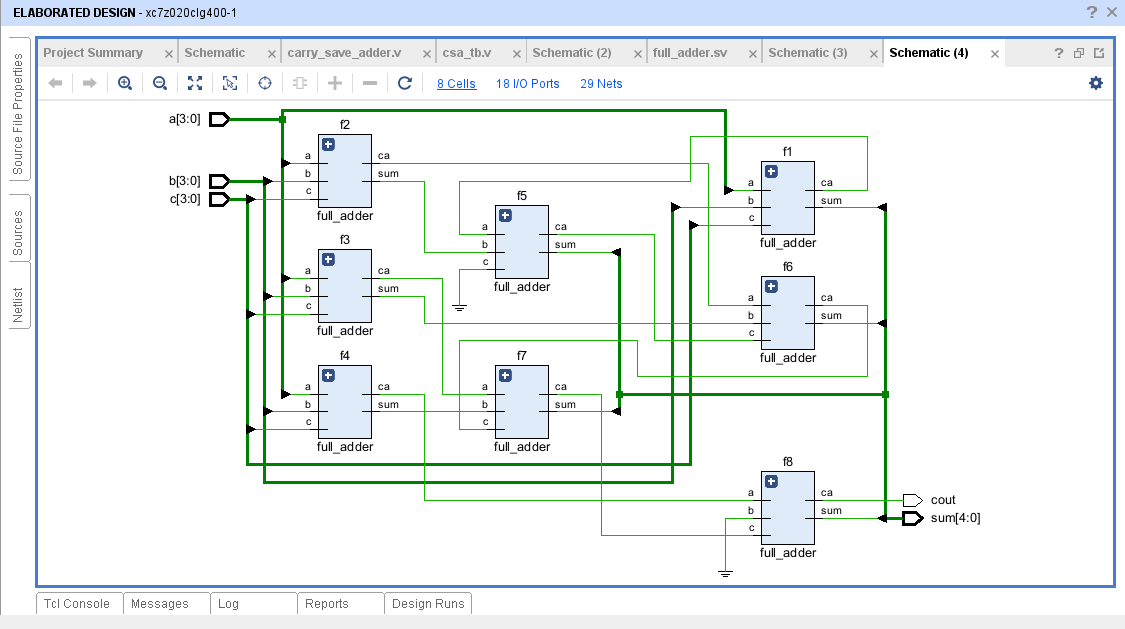 ELABORATED DESIGN - xc7z020clg400-1
Project Summary Schematic carry_save_adder.v csa_tb.v Schematic (2) full_adder.sv Schematic (3) Schematic (4)
8 Cells 18 I/O Ports 29 Nets
Source File Properties
Sources
Netlist
a[3:0]
b[3:0]
c[3:0]
f2
a
b
c
ca
sum
full_adder
f3
a
b
c
ca
sum
full_adder
f4
a
b
c
ca
sum
full_adder
f5
a
b
c
ca
sum
full_adder
f7
a
b
c
ca
sum
full_adder
f1
a
b
c
ca
sum
full_adder
f6
a
b
c
ca
sum
full_adder
f8
a
b
c
ca
sum
full_adder
cout
sum[4:0]
Tcl Console Messages Log Reports Design Runs